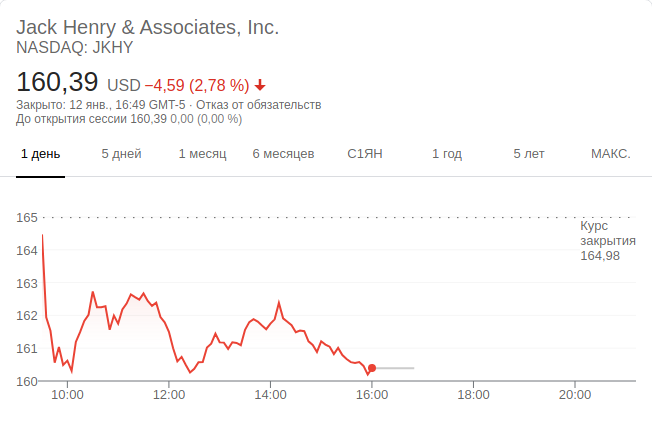 Jack Henry & Associates, Inc.
NASDAQ: JKHY
160,39 USD −4,59 (2,78 %)
Закрыто: 12 янв., 16:49 GMT-5 · Отказ от обязательств
До открытия сессии 160,39 0,00 (0,00 %)
1 день 5 дней 1 месяц 6 месяцев С1ЯН 1 год 5 лет МАКС.
165
Курс
закрытия
164,98
164
163
162
161
160
10:00 12:00 14:00 16:00 18:00 20:00